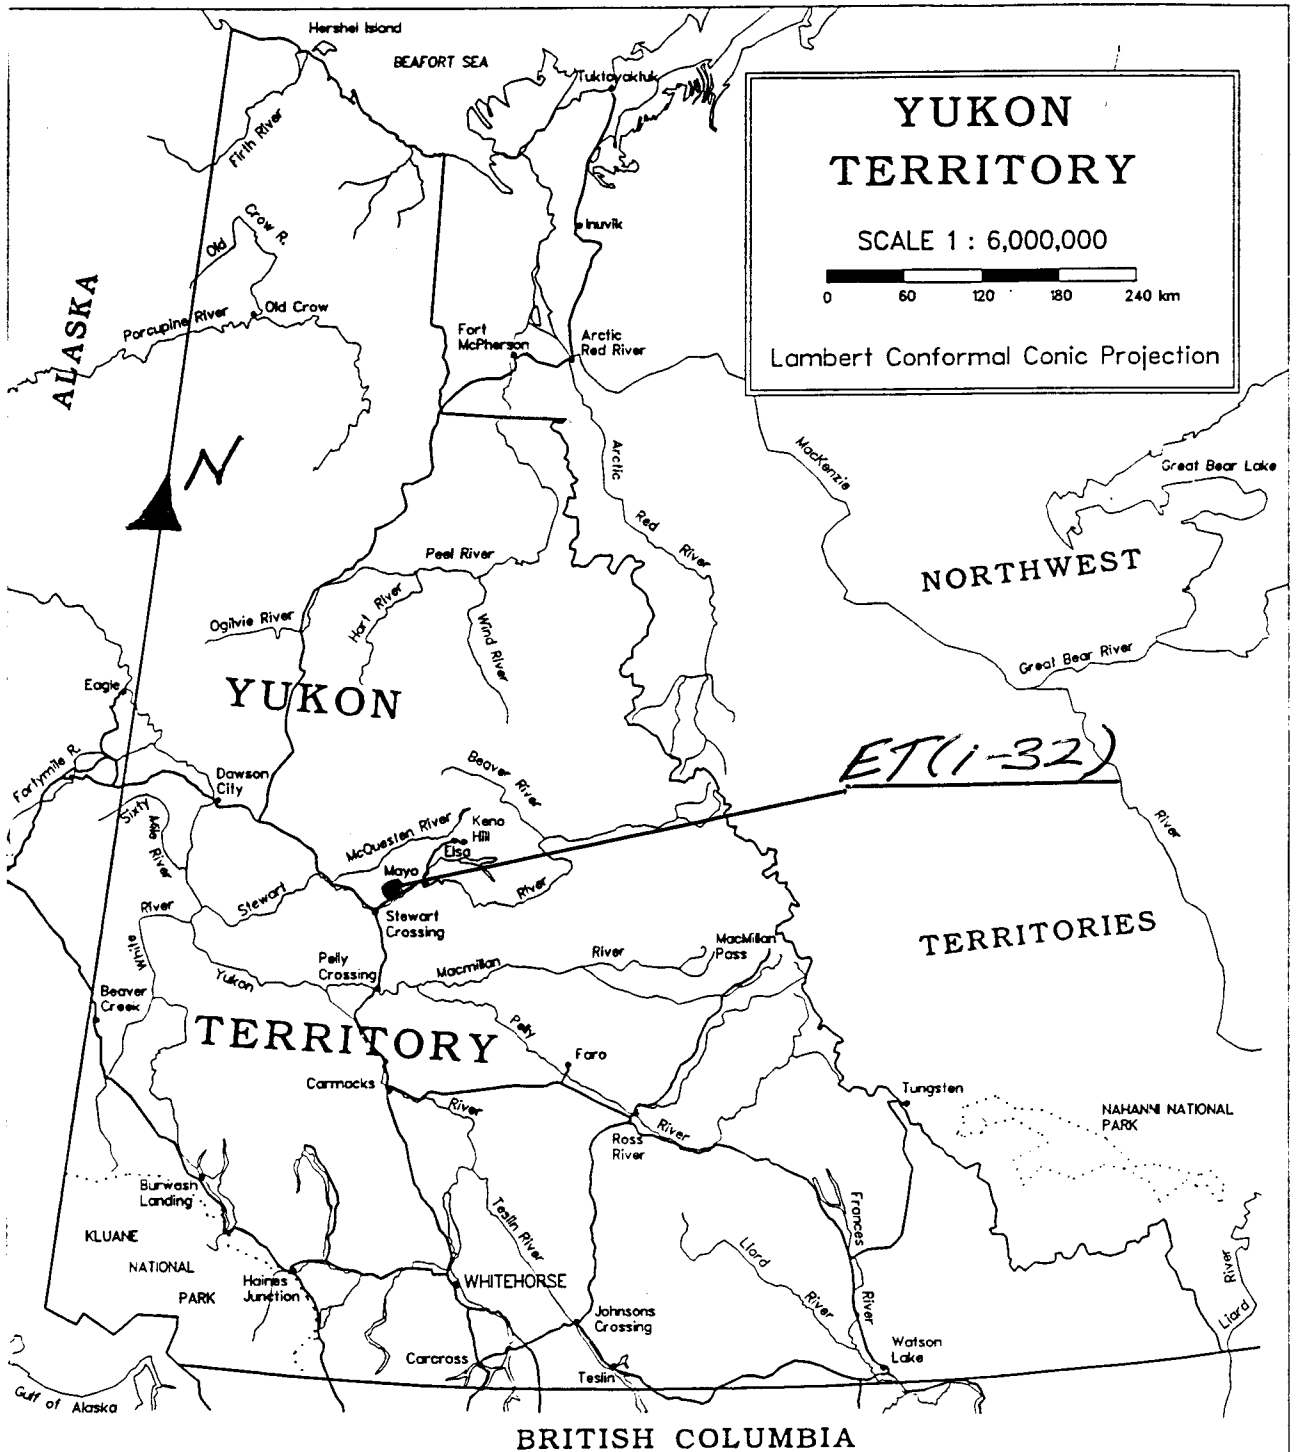 Hershel Island
BEAFORT SEA
Tuktoyaktuk
YUKON
TERRITORY
SCALE 1 : 6,000,000
0 60 120 180 240 km
Lambert Conformal Conic Projection
Firth River
Old Crow R.
Inuvik
ALASKA
Porcupine River
Old Crow
Fort
McPherson
Arctic
Red River
N
Arctic Red River
MacKenzie
Great Bear Lake
Peel River
NORTHWEST
Ogilvie River
Hart River
Wind River
Great Bear River
Eagle
YUKON
ET(i-32)
Fortymile R.
Dawson
City
Beaver River
Sixty Mile River
McQuesten River
Keno
Hill
Elsa
River
Mayo
Stewart
River
River
Stewart
Crossing
TERRITORIES
White
Pelly
Crossing
Yukon
Macmillan River
MacMillan
Pass
Beaver
Creek
TERRITORY
Pelly
Faro
Carmacks
River
River
Tungsten
NAHANNI NATIONAL
PARK
Ross
River
Burwash
Landing
Teslin River
Frances
River
KLUANE
NATIONAL
PARK
Haines
Junction
WHITEHORSE
Liard
River
Liard River
Johnsons
Crossing
Carcross
Teslin
Watson
Lake
Gulf of Alaska
BRITISH COLUMBIA